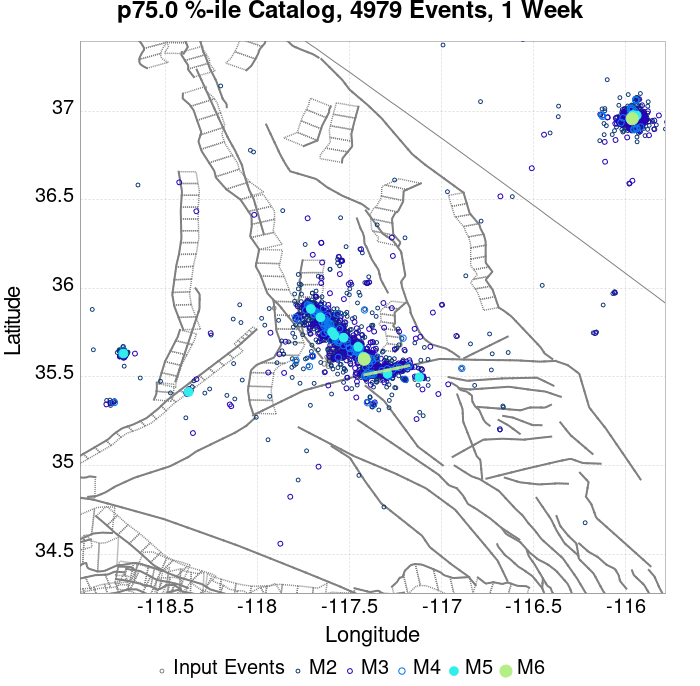 p75.0 %-ile Catalog, 4979 Events, 1 Week
37
36.5
36
35.5
35
34.5
Latitude
-118.5 -118 -117.5 -117 -116.5 -116
Longitude
Input Events M2 M3 M4 M5 M6